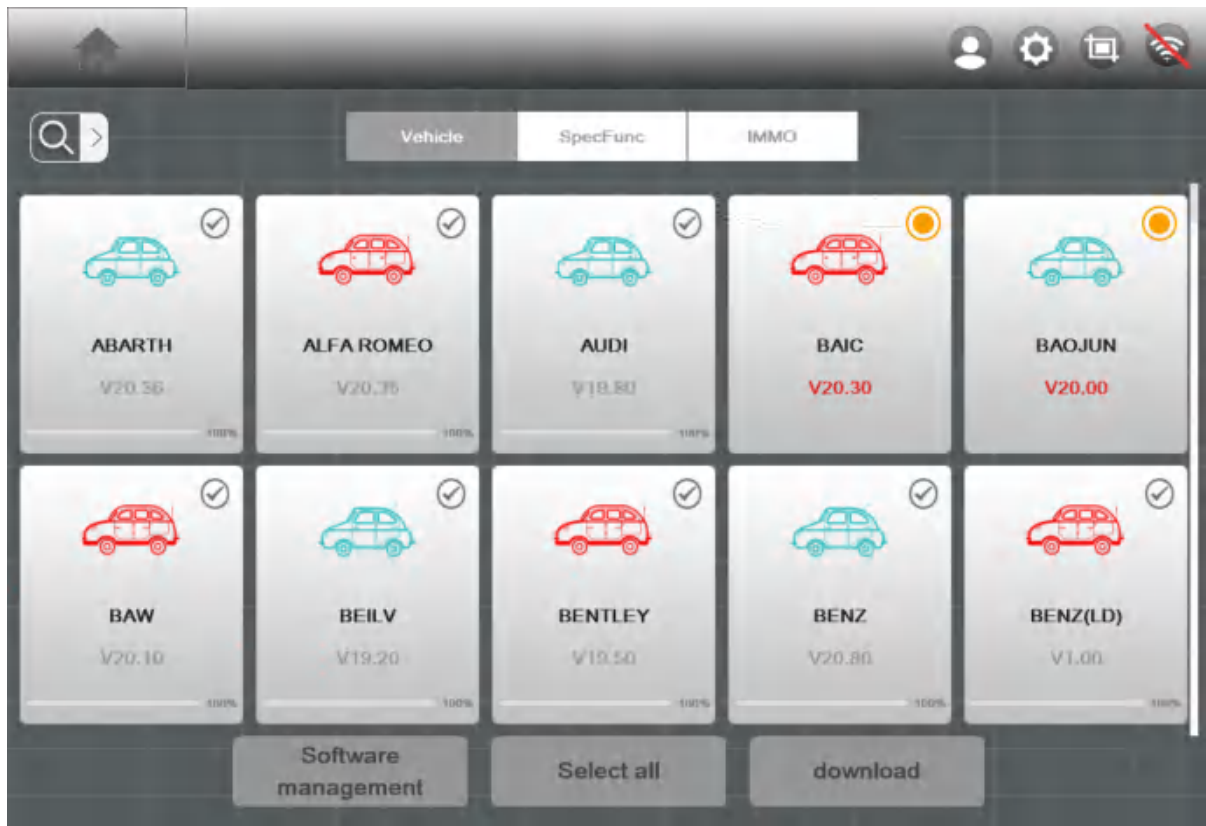 Vehicle
SpecFunc
IMMO
ABARTH
ALFA ROMEO
AUDI
BAIC
BAOJUN
V20.36
V20.35
V19.80
V20.30
V20.00
100%
100%
100%
BAW
BEILV
BENTLEY
BENZ
BENZ(LD)
V20.10
V19.20
V19.50
V20.80
V1.00
100%
100%
100%
100%
100%
Software
management
Select all
download